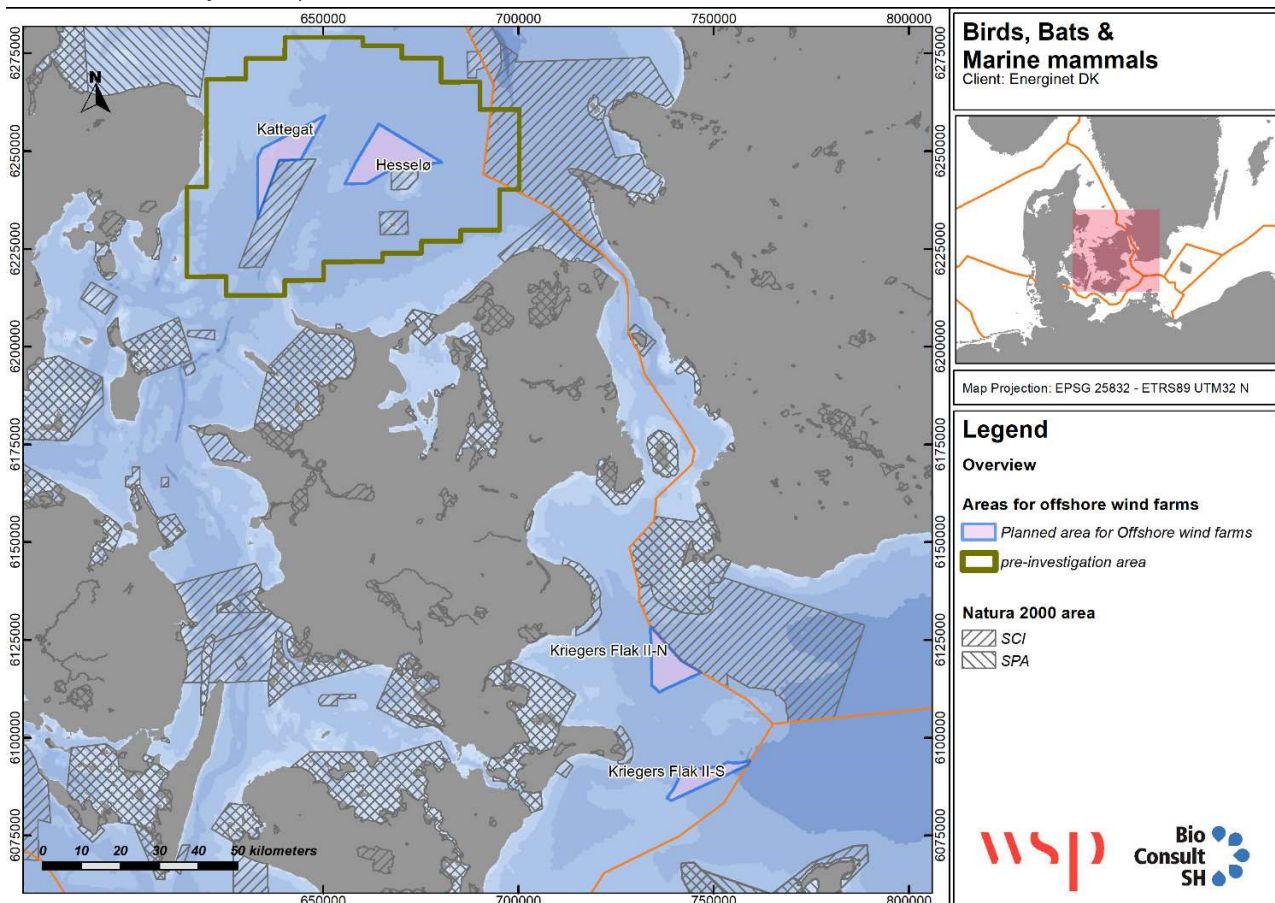 650000
700000
750000
800000
6275000
6250000
6225000
6200000
6175000
6150000
6125000
6100000
6075000
N
Kattegat
Hesselø
Kriegers Flak II-N
Kriegers Flak II-S
0 10 20 30 40 50 kilometers
6275000
6250000
6225000
6200000
6175000
6150000
6125000
6100000
6075000
650000
700000
750000
800000
Birds, Bats &
Marine mammals
Client: Energinet DK
Map Projection: EPSG 25832 - ETRS89 UTM32 N
Legend
Overview
Areas for offshore wind farms
Planned area for Offshore wind farms
pre-investigation area
Natura 2000 area
SCI
SPA
wsp
Bio
Consult
SH